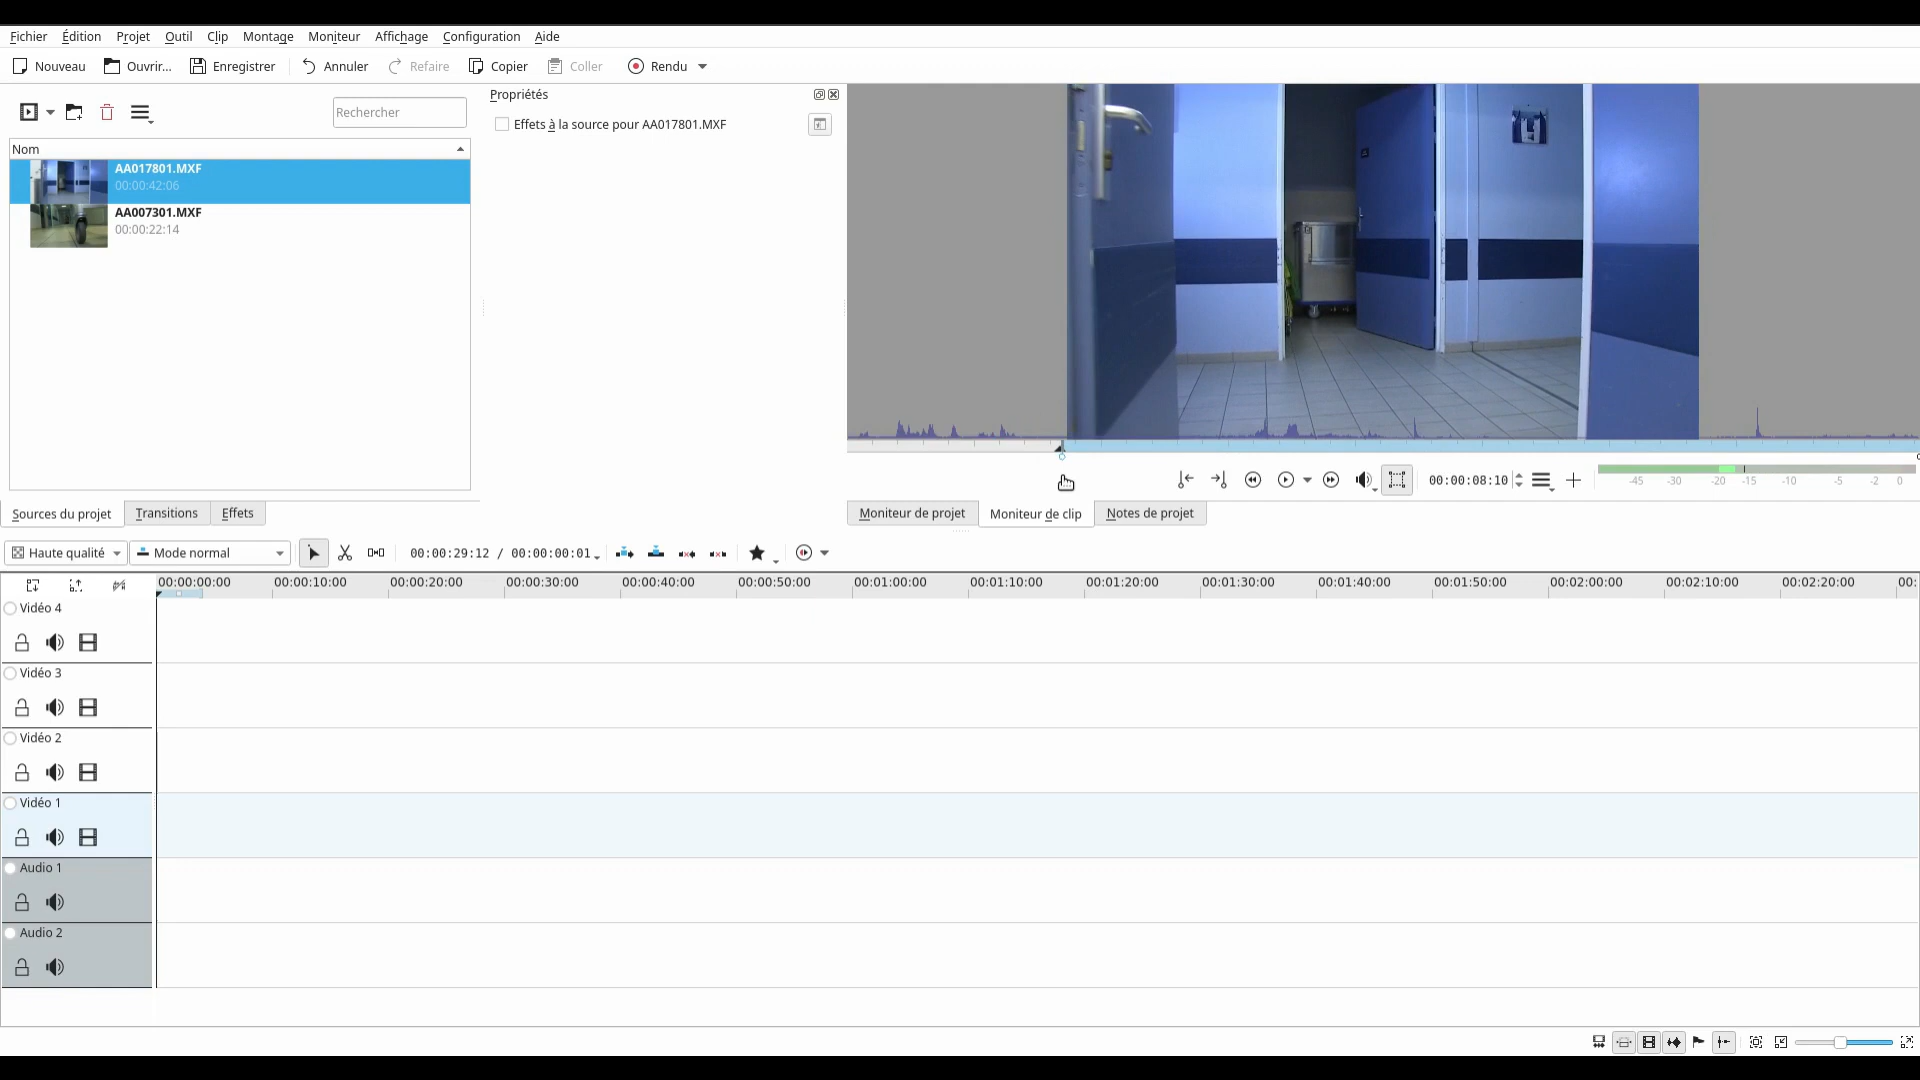 Fichier Édition Projet Outil Clip Montage Moniteur Affichage Configuration Aide
Nouveau Ouvrir... Enregistrer Annuler Refaire Copier Coller Rendu
Rechercher
Nom
AA017801.MXF
00:00:42:06
AA007301.MXF
00:00:22:14
Sources du projet Transitions Effets
Propriétés
Effets à la source pour AA017801.MXF
00:00:08:10
-45 -30 -20 -15 -10 -5 -2 0
Moniteur de projet Moniteur de clip Notes de projet
Haute qualité Mode normal 00:00:29:12 / 00:00:00:01
00:00:00:00 00:00:10:00 00:00:20:00 00:00:30:00 00:00:40:00 00:00:50:00 00:01:00:00 00:01:10:00 00:01:20:00 00:01:30:00 00:01:40:00 00:01:50:00 00:02:00:00 00:02:10:00 00:02:20:00 00:
Vidéo 4
Vidéo 3
Vidéo 2
Vidéo 1
Audio 1
Audio 2